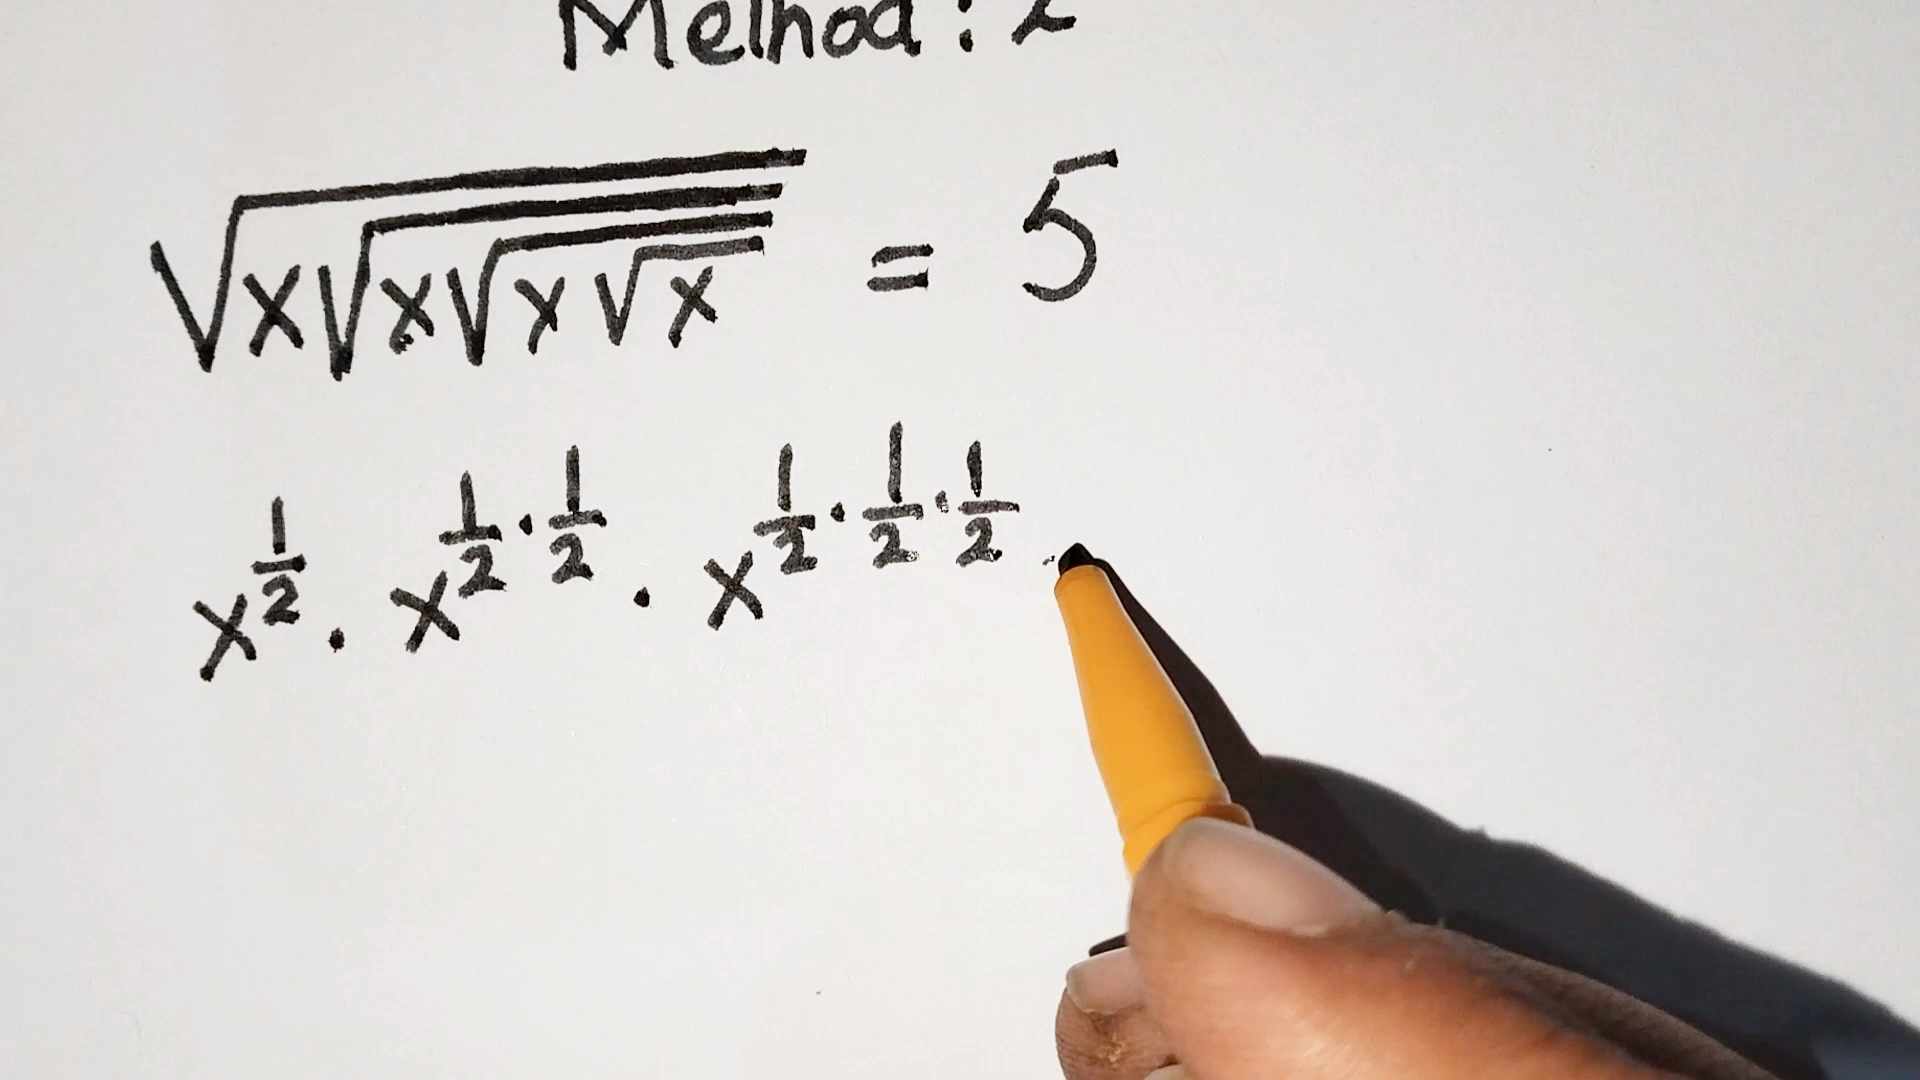 Method : 2
√x√x√x√x = 5
x^1/2 . x^1/2 · 1/2 . x^1/2 · 1/2 · 1/2 .